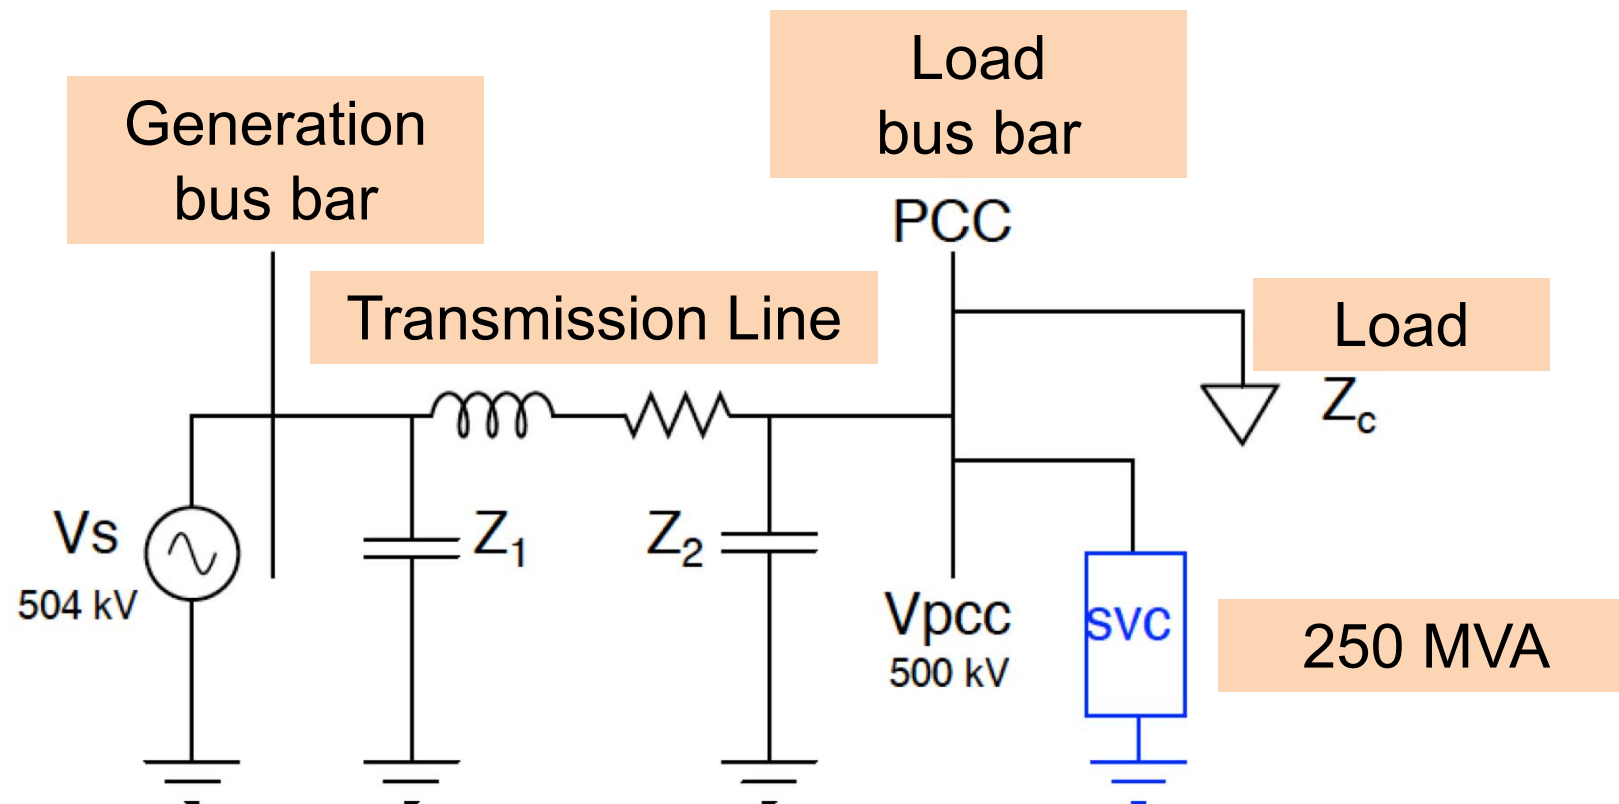 Load
bus bar
Generation
bus bar
PCC
Transmission Line
Load
Zc
Vs
504 kV
Z1
Z2
Vpcc
500 kV
SVC
250 MVA